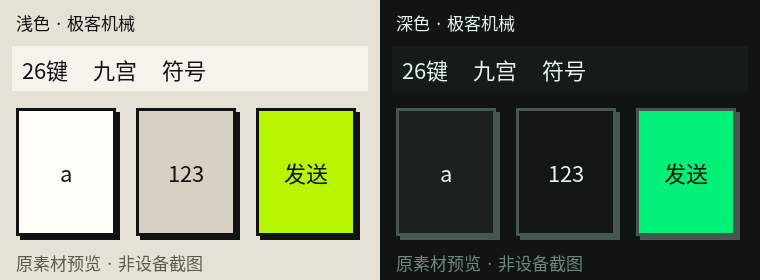 浅色 · 极客机械
26键 九宫 符号
a 123 发送
原素材预览 · 非设备截图
深色 · 极客机械
26键 九宫 符号
a 123 发送
原素材预览 · 非设备截图